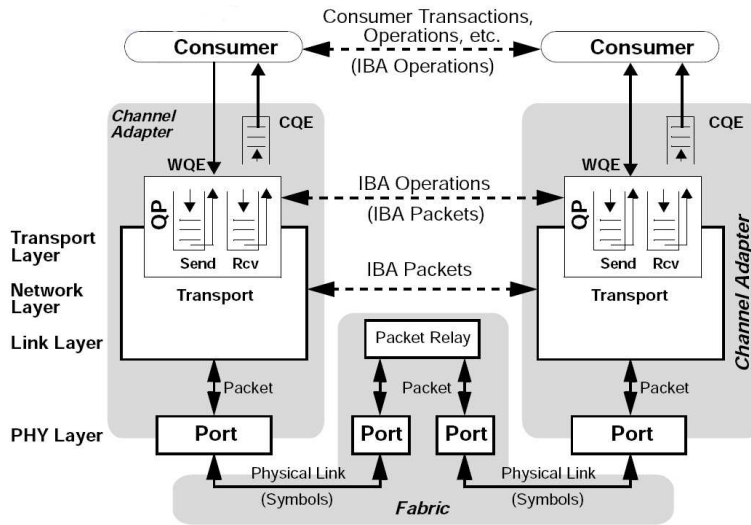 Consumer Transactions,
Operations, etc.
Consumer
Consumer
(IBA Operations)
Channel
Adapter
CQE
CQE
WQE
WQE
IBA Operations
(IBA Packets)
QP
QP
Send
Rcv
Send
Rcv
Transport
Layer
IBA Packets
Transport
Transport
Network
Layer
Channel Adapter
Link Layer
Packet Relay
Packet
Packet
Packet
PHY Layer
Port
Port
Port
Port
Physical Link
(Symbols)
Physical Link
(Symbols)
Fabric